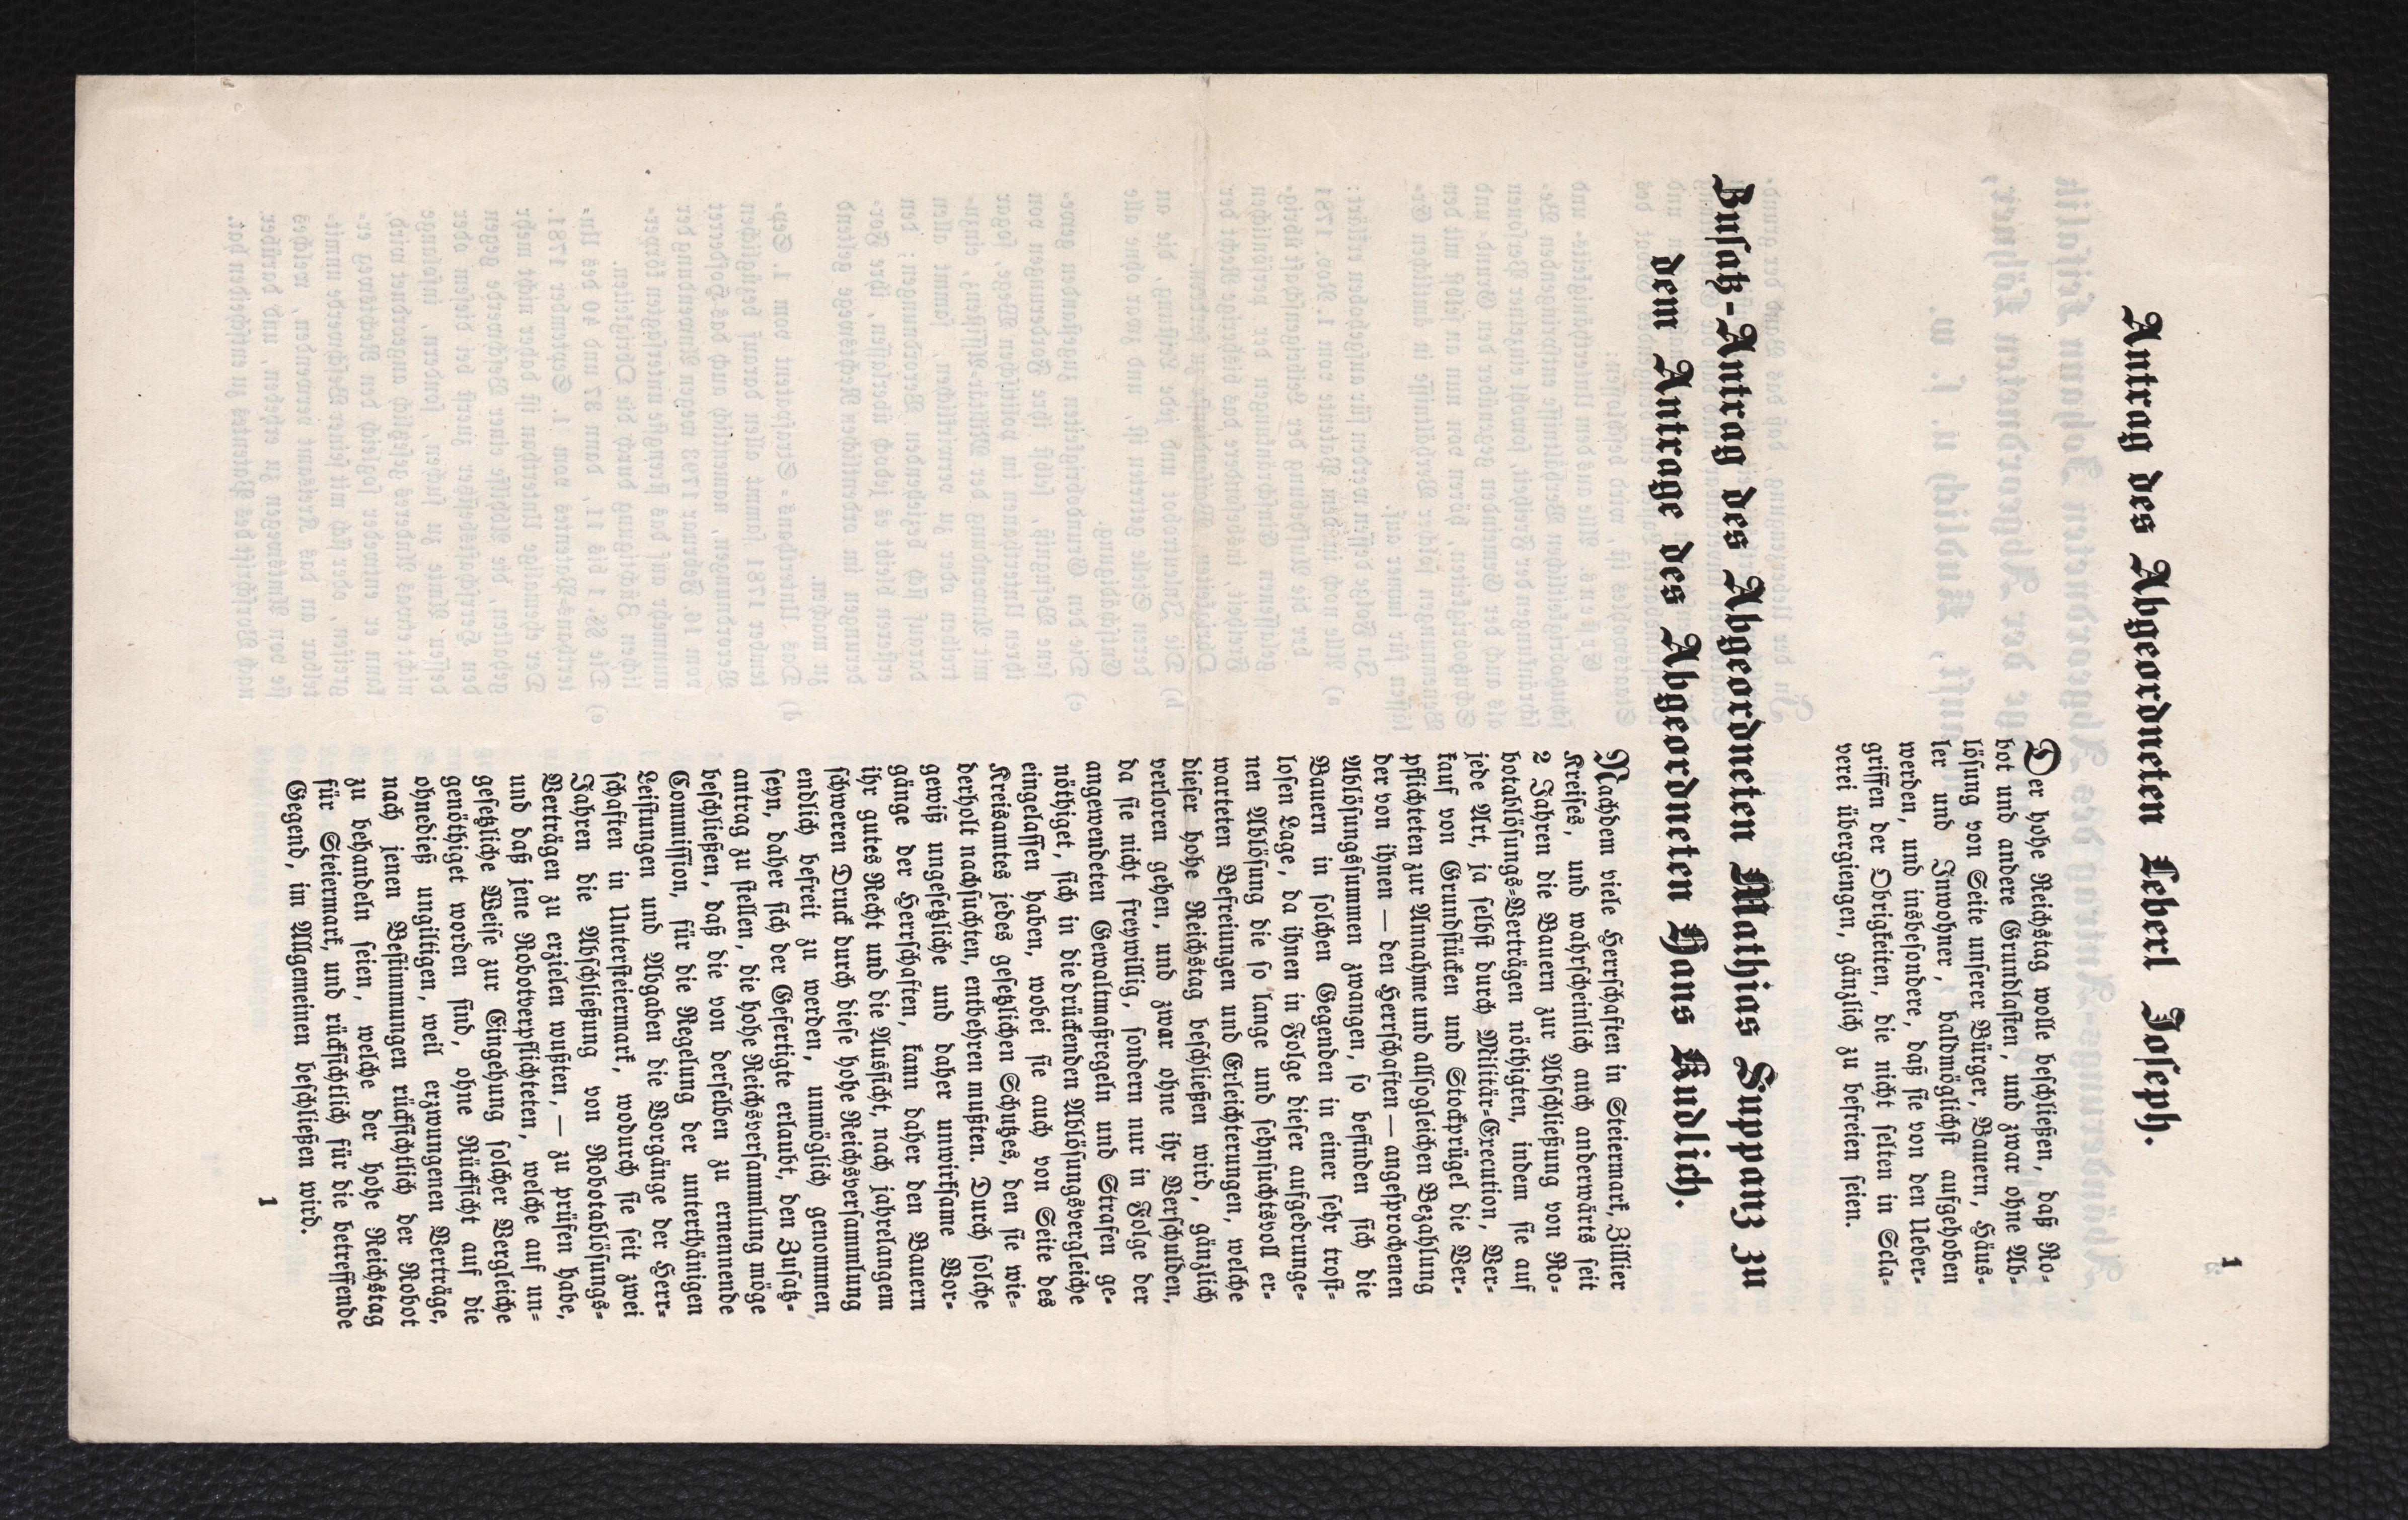 1
Antrag des Abgeordneten Leberl Joseph.
Der hohe Reichstag wolle beschließen, daß Ro-
bot und andere Grundlasten, und zwar ohne Ab-
lösung von Seite unserer Bürger, Bauern, Häus-
ler und Inwohner, baldmöglichst aufgehoben
werden, und insbesondere, daß sie von den Ueber-
griffen der Obrigkeiten, die nicht selten in Scla-
verei übergiengen, gänzlich zu befreien seien.
Zusatz-Antrag des Abgeordneten Mathias Suppanz zu
dem Antrage des Abgeordneten Hans Kudlich.
Nachdem viele Herrschaften in Steiermark, Zillier
Kreises, und wahrscheinlich auch anderwärts seit
2 Jahren die Bauern zur Abschließung von Ro-
botablösungs-Verträgen nöthigten, indem sie auf
jede Art, ja selbst durch Militär-Execution, Ver-
kauf von Grundstücken und Stockprügel die Ver-
pflichteten zur Annahme und allsogleichen Bezahlung
der von ihnen — den Herrschaften — angesprochenen
Ablösungssummen zwangen, so befinden sich die
Bauern in solchen Gegenden in einer sehr trost-
losen Lage, da ihnen in Folge dieser aufgedrunge-
nen Ablösung die so lange und sehnsuchtsvoll er-
warteten Befreiungen und Erleichterungen, welche
dieser hohe Reichstag beschließen wird, gänzlich
verloren gehen, und zwar ohne ihr Verschulden,
da sie nicht freywillig, sondern nur in Folge der
angewendeten Gewaltmaßregeln und Strafen ge-
nöthiget, sich in die drückenden Ablösungsvergleiche
eingelassen haben, wobei sie auch von Seite des
Kreisamtes jedes gesetzlichen Schutzes, den sie wie-
derholt nachsuchten, entbehren mußten. Durch solche
gewiß ungesetzliche und daher unwirksame Vor-
gänge der Herrschaften, kann daher den Bauern
ihr gutes Recht und die Aussicht, nach jahrelangem
schweren Druck durch diese hohe Reichsversammlung
endlich befreit zu werden, unmöglich genommen
seyn, daher sich der Gefertigte erlaubt, den Zusatz-
antrag zu stellen, die hohe Reichsversammlung möge
beschließen, daß die von derselben zu ernennende
Commission, für die Regelung der unterthänigen
Leistungen und Abgaben die Vorgänge der Herr-
schaften in Untersteiermark, wodurch sie seit zwei
Jahren die Abschließung von Robotablösungs-
Verträgen zu erzielen wußten, — zu prüfen habe,
und daß jene Robotverpflichteten, welche auf un-
gesetzliche Weise zur Eingehung solcher Vergleiche
genöthiget worden sind, ohne Rücksicht auf die
ohnedieß ungiltigen, weil erzwungenen Verträge,
nach jenen Bestimmungen rücksichtlich der Robot
zu behandeln seien, welche der hohe Reichstag
für Steiermark, und rücksichtlich für die betreffende
Gegend, im Allgemeinen beschließen wird.
1